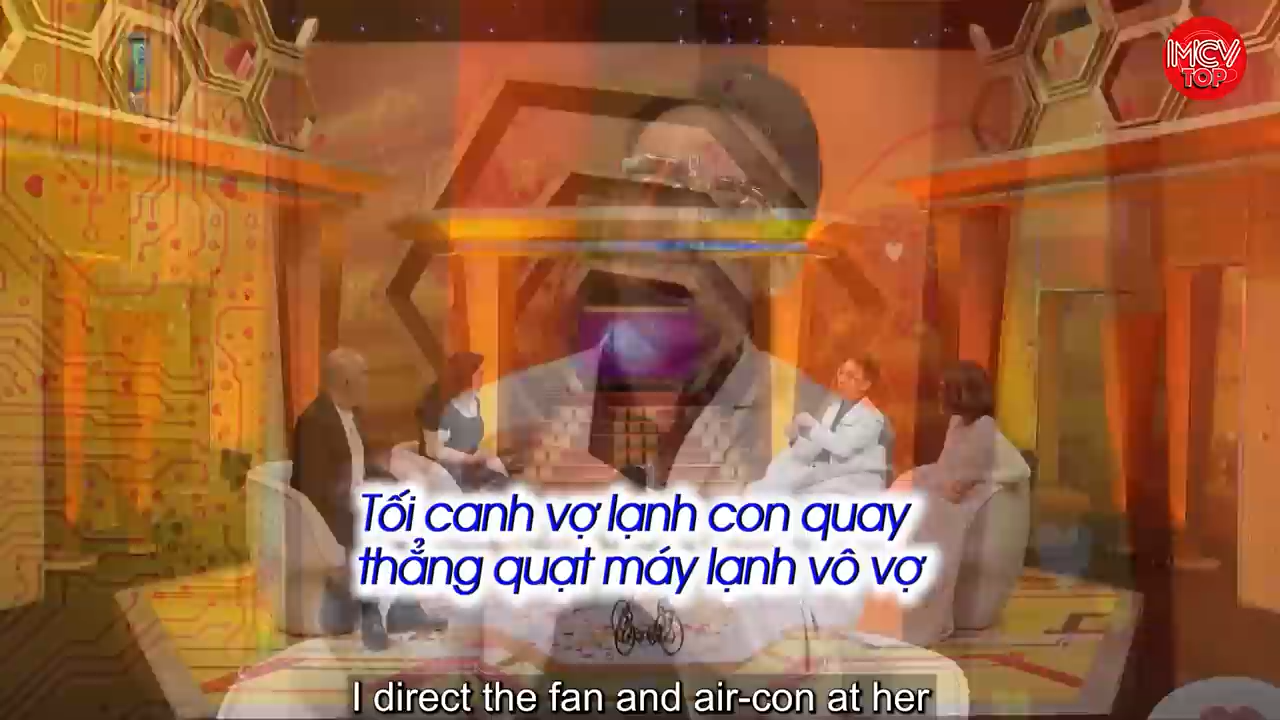 MCV
TOP
Tối canh vợ lạnh con quay
thẳng quạt máy lạnh vô vợ
I direct the fan and air-con at her